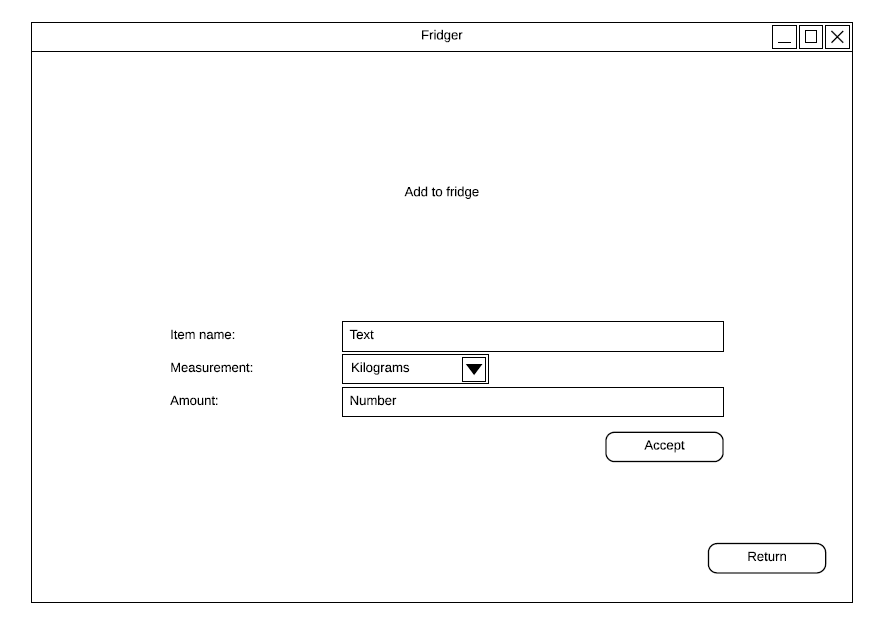 Fridger
Add to fridge
Item name: Text
Measurement: Kilograms
Amount: Number
Accept
Return